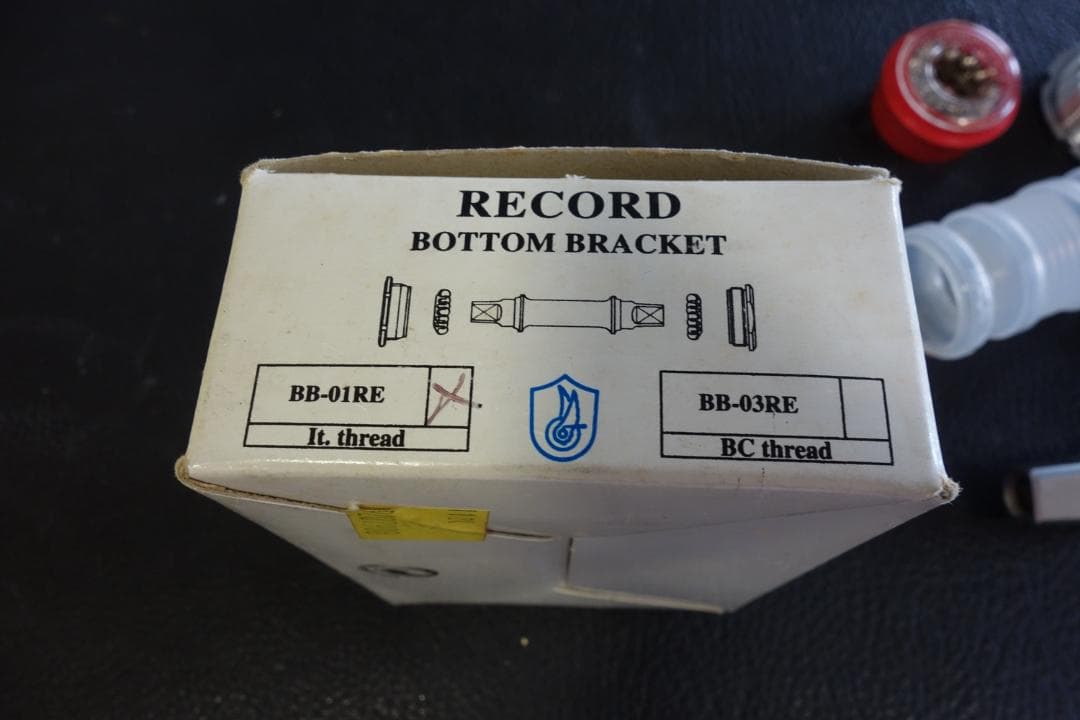 RECORD
BOTTOM BRACKET
BB-01RE
It. thread
BB-03RE
BC thread